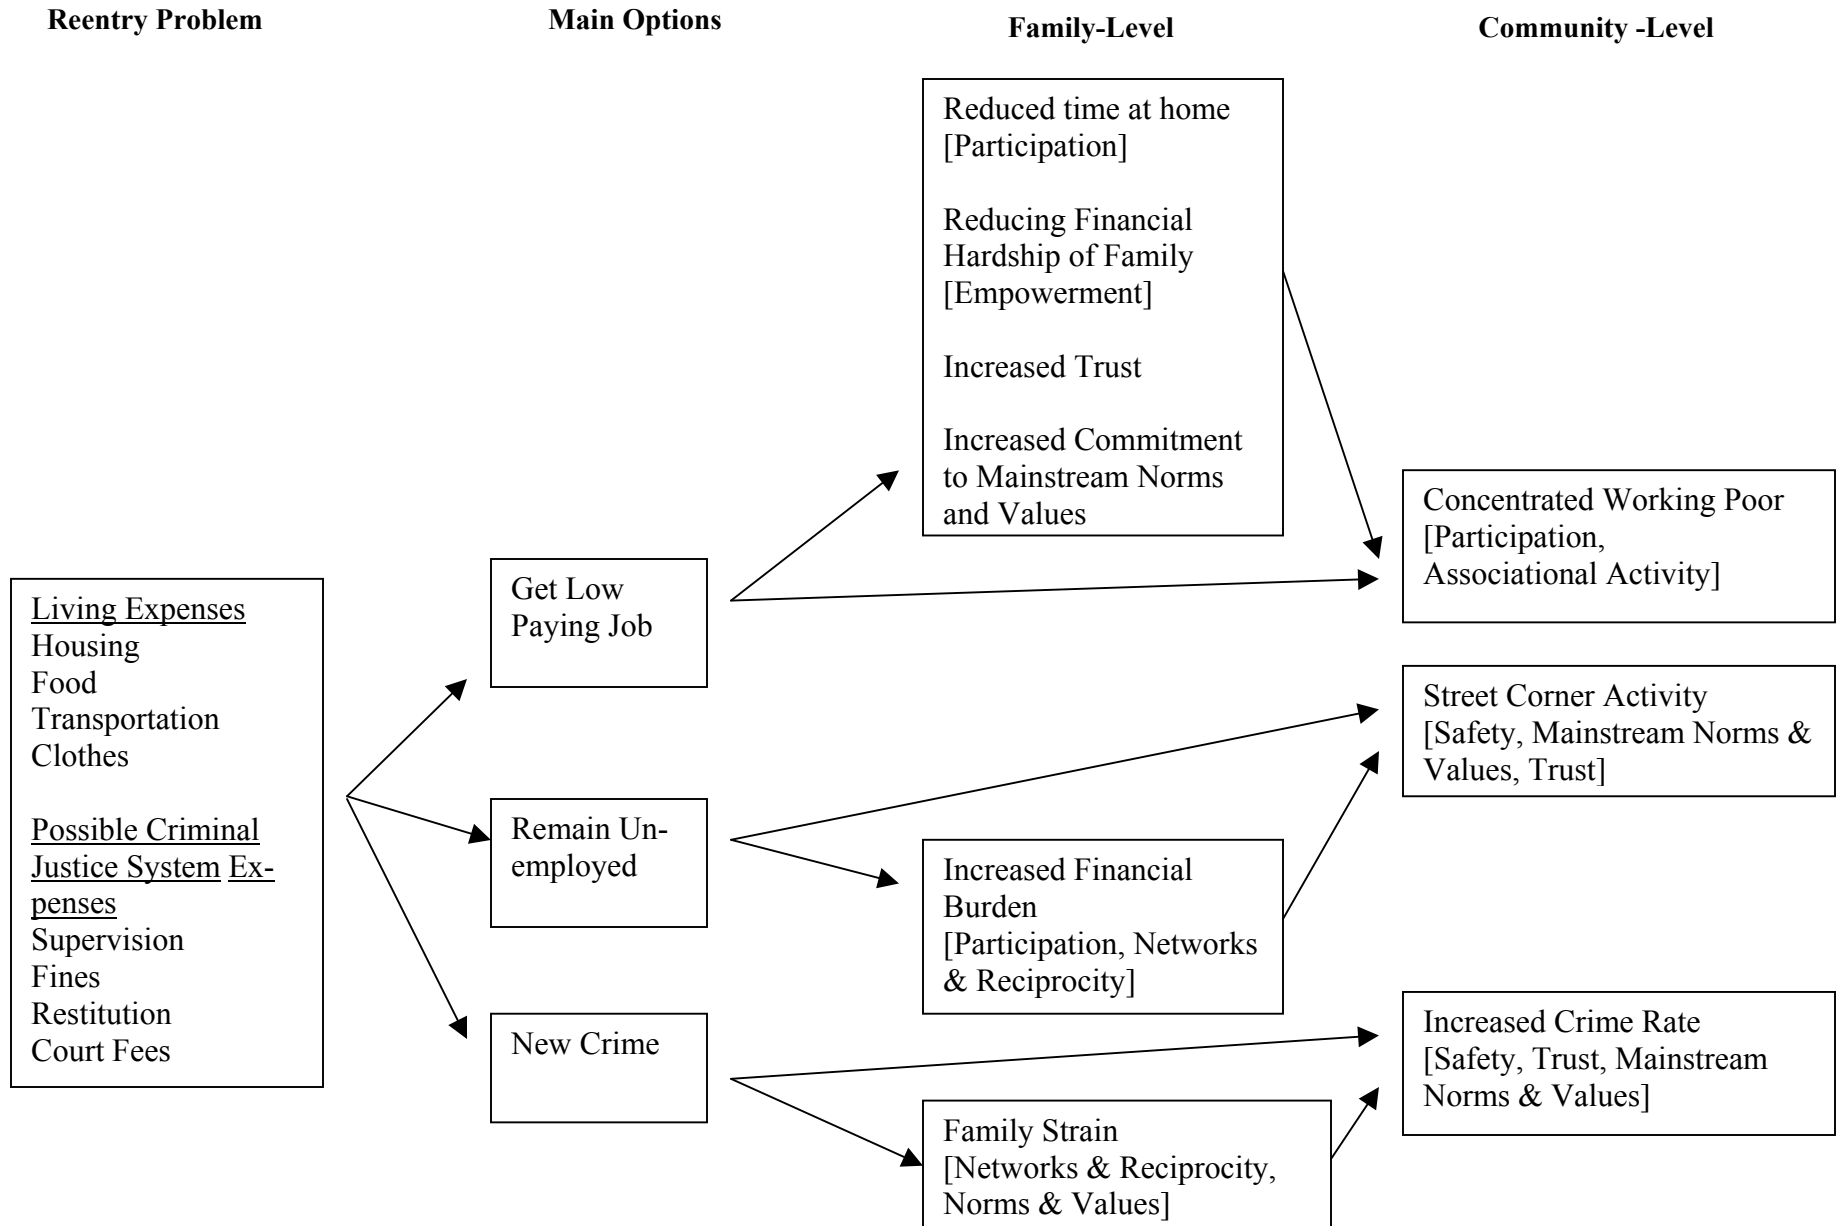 Reentry Problem
Main Options
Family-Level
Community -Level
Living Expenses
Housing
Food
Transportation
Clothes
Possible Criminal
Justice System Ex-
penses
Supervision
Fines
Restitution
Court Fees
Get Low
Paying Job
Remain Un-
employed
New Crime
Reduced time at home
[Participation]
Reducing Financial
Hardship of Family
[Empowerment]
Increased Trust
Increased Commitment
to Mainstream Norms
and Values
Increased Financial
Burden
[Participation, Networks
& Reciprocity]
Family Strain
[Networks & Reciprocity,
Norms & Values]
Concentrated Working Poor
[Participation,
Associational Activity]
Street Corner Activity
[Safety, Mainstream Norms &
Values, Trust]
Increased Crime Rate
[Safety, Trust, Mainstream
Norms & Values]